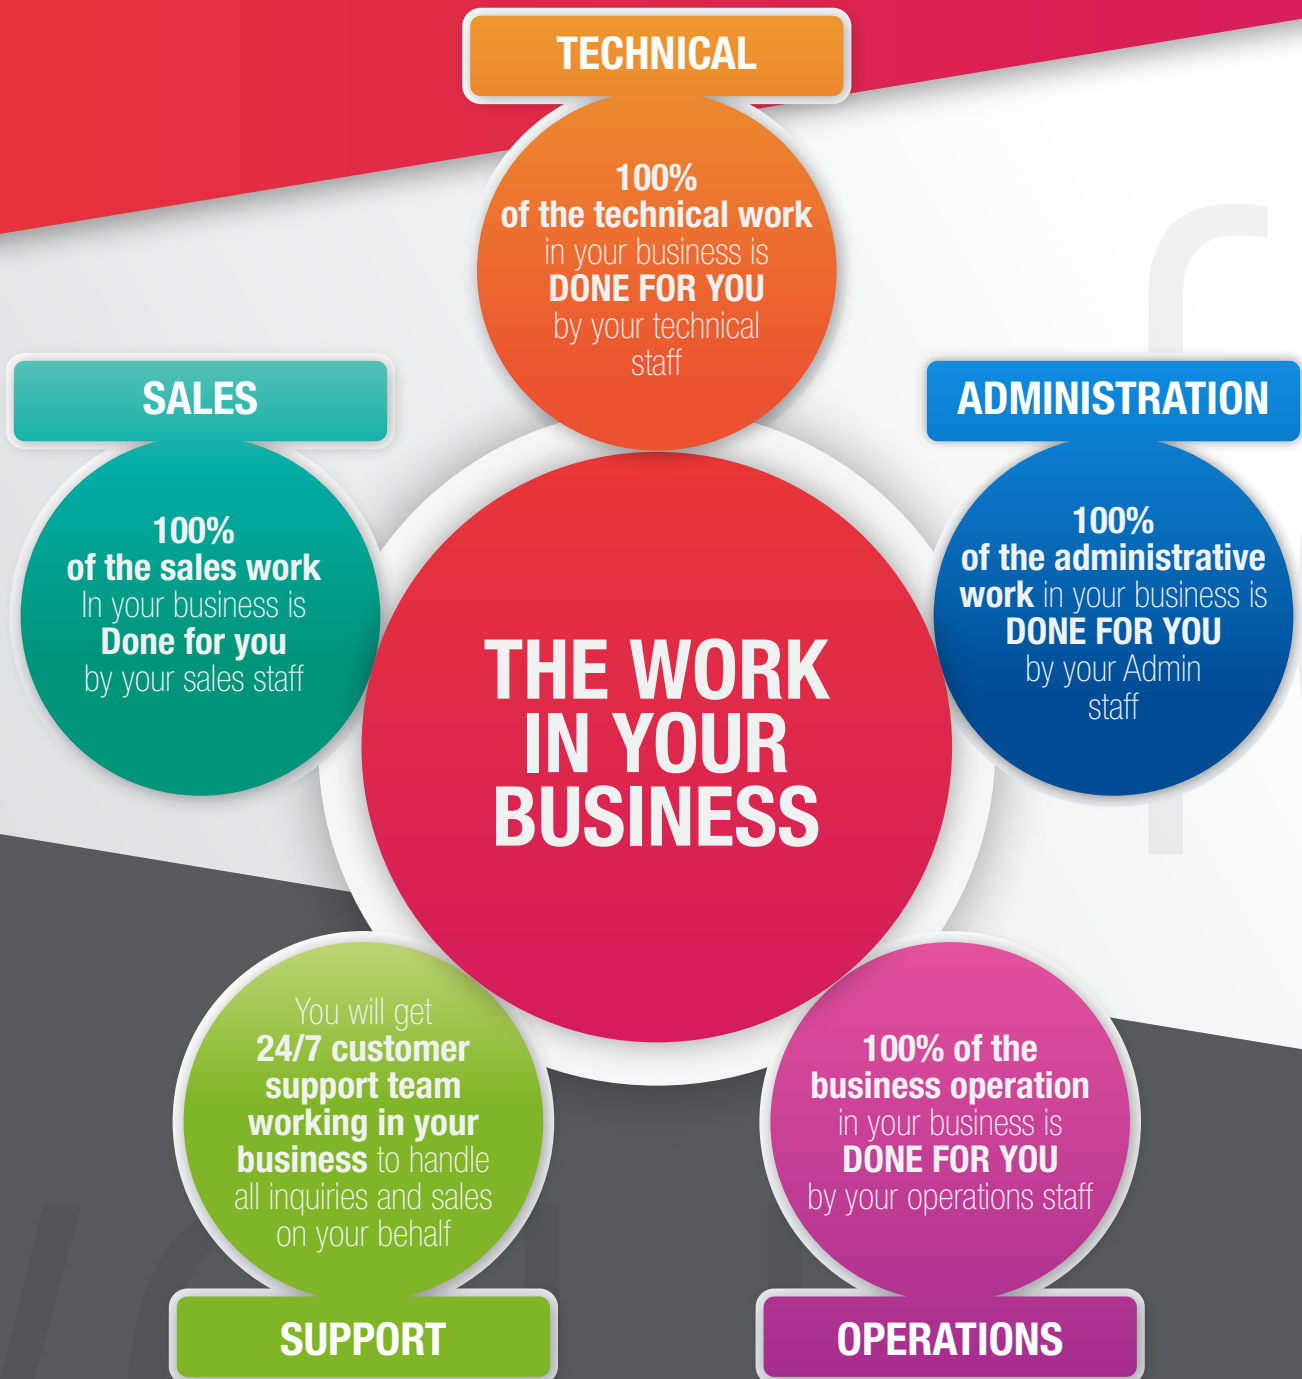 TECHNICAL
100%
of the technical work
in your business is
DONE FOR YOU
by your technical
staff
SALES
100%
of the sales work
In your business is
Done for you
by your sales staff
ADMINISTRATION
100%
of the administrative
work in your business is
DONE FOR YOU
by your Admin
staff
THE WORK
IN YOUR
BUSINESS
You will get
24/7 customer
support team
working in your
business to handle
all inquiries and sales
on your behalf
SUPPORT
100% of the
business operation
in your business is
DONE FOR YOU
by your operations staff
OPERATIONS